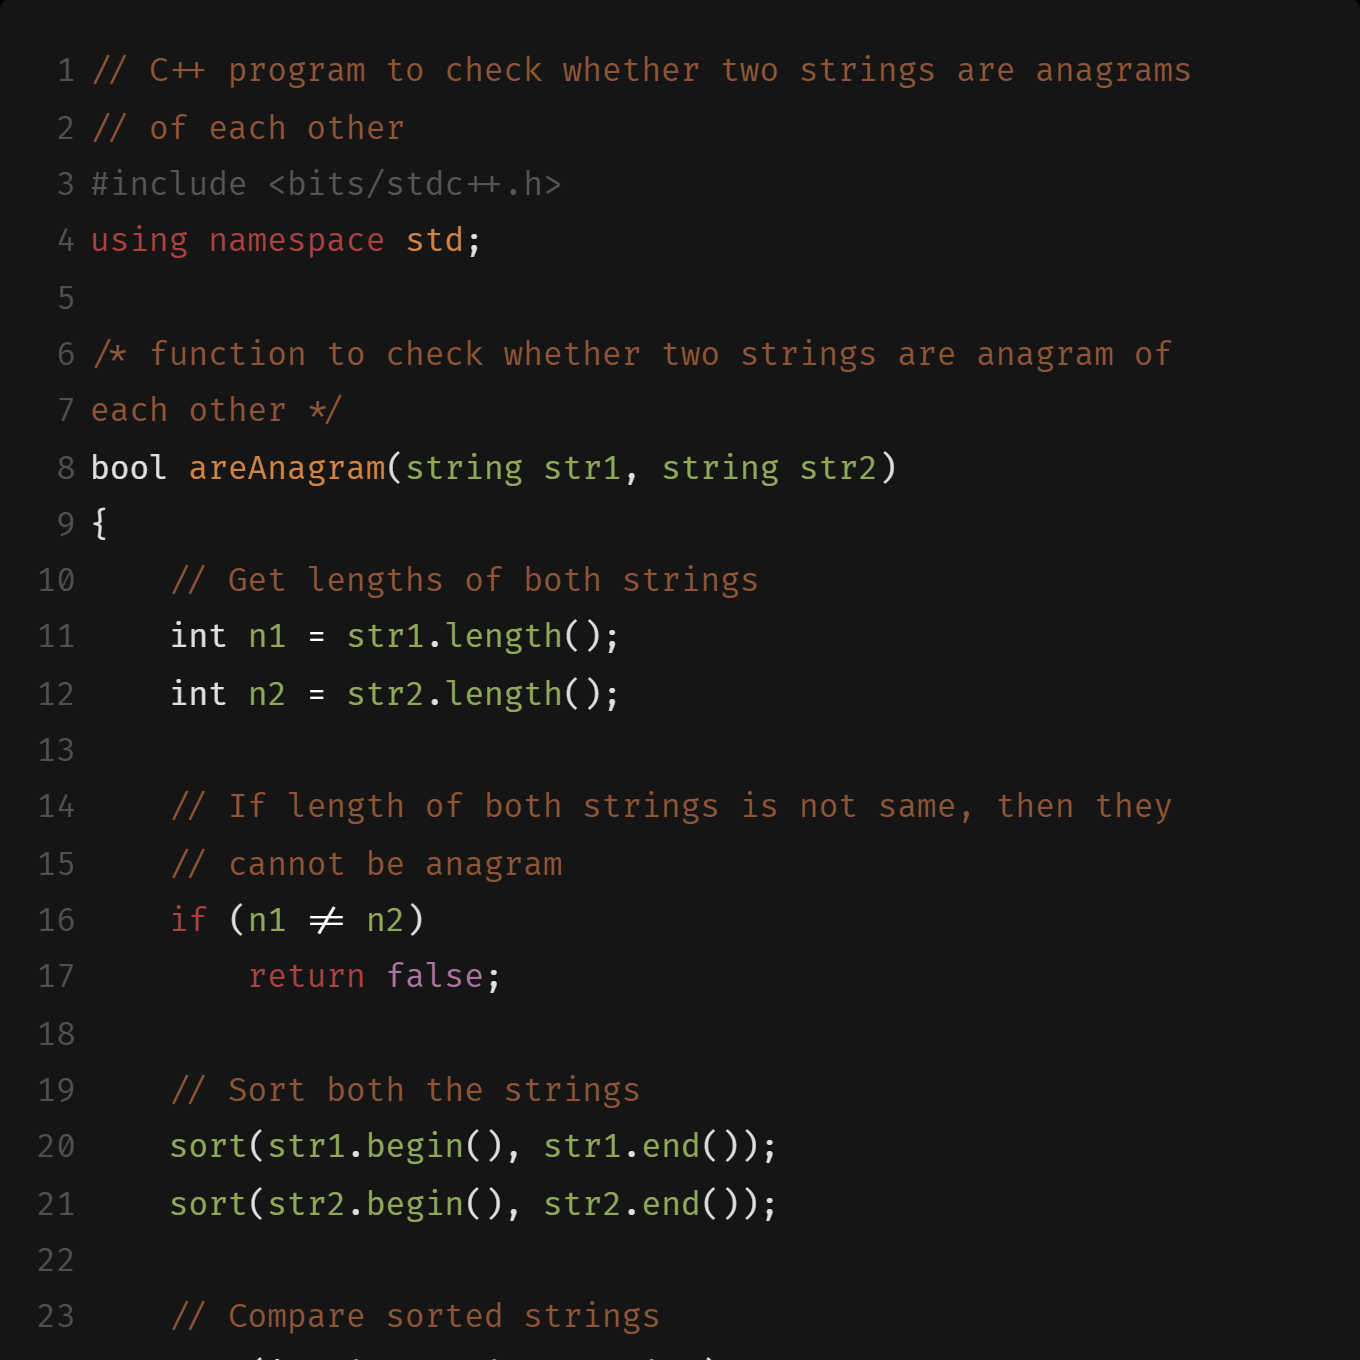 1 // C++ program to check whether two strings are anagrams
2 // of each other
3 #include <bits/stdc++.h>
4 using namespace std;
5
6 /* function to check whether two strings are anagram of
7 each other */
8 bool areAnagram(string str1, string str2)
9 {
10     // Get lengths of both strings
11     int n1 = str1.length();
12     int n2 = str2.length();
13
14     // If length of both strings is not same, then they
15     // cannot be anagram
16     if (n1 != n2)
17         return false;
18
19     // Sort both the strings
20     sort(str1.begin(), str1.end());
21     sort(str2.begin(), str2.end());
22
23     // Compare sorted strings